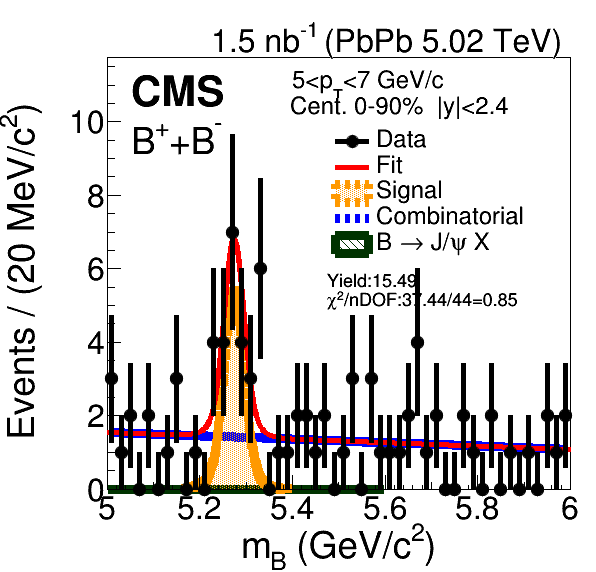 1.5 nb⁻¹ (PbPb 5.02 TeV)
CMS
B⁺+B⁻
5<p_T<7 GeV/c
Cent. 0-90% |y|<2.4
Data
Fit
Signal
Combinatorial
B → J/ψ X
Yield:15.49
χ²/nDOF:37.44/44=0.85
Events / (20 MeV/c²)
10
8
6
4
2
0
5 5.2 5.4 5.6 5.8 6
m_B (GeV/c²)